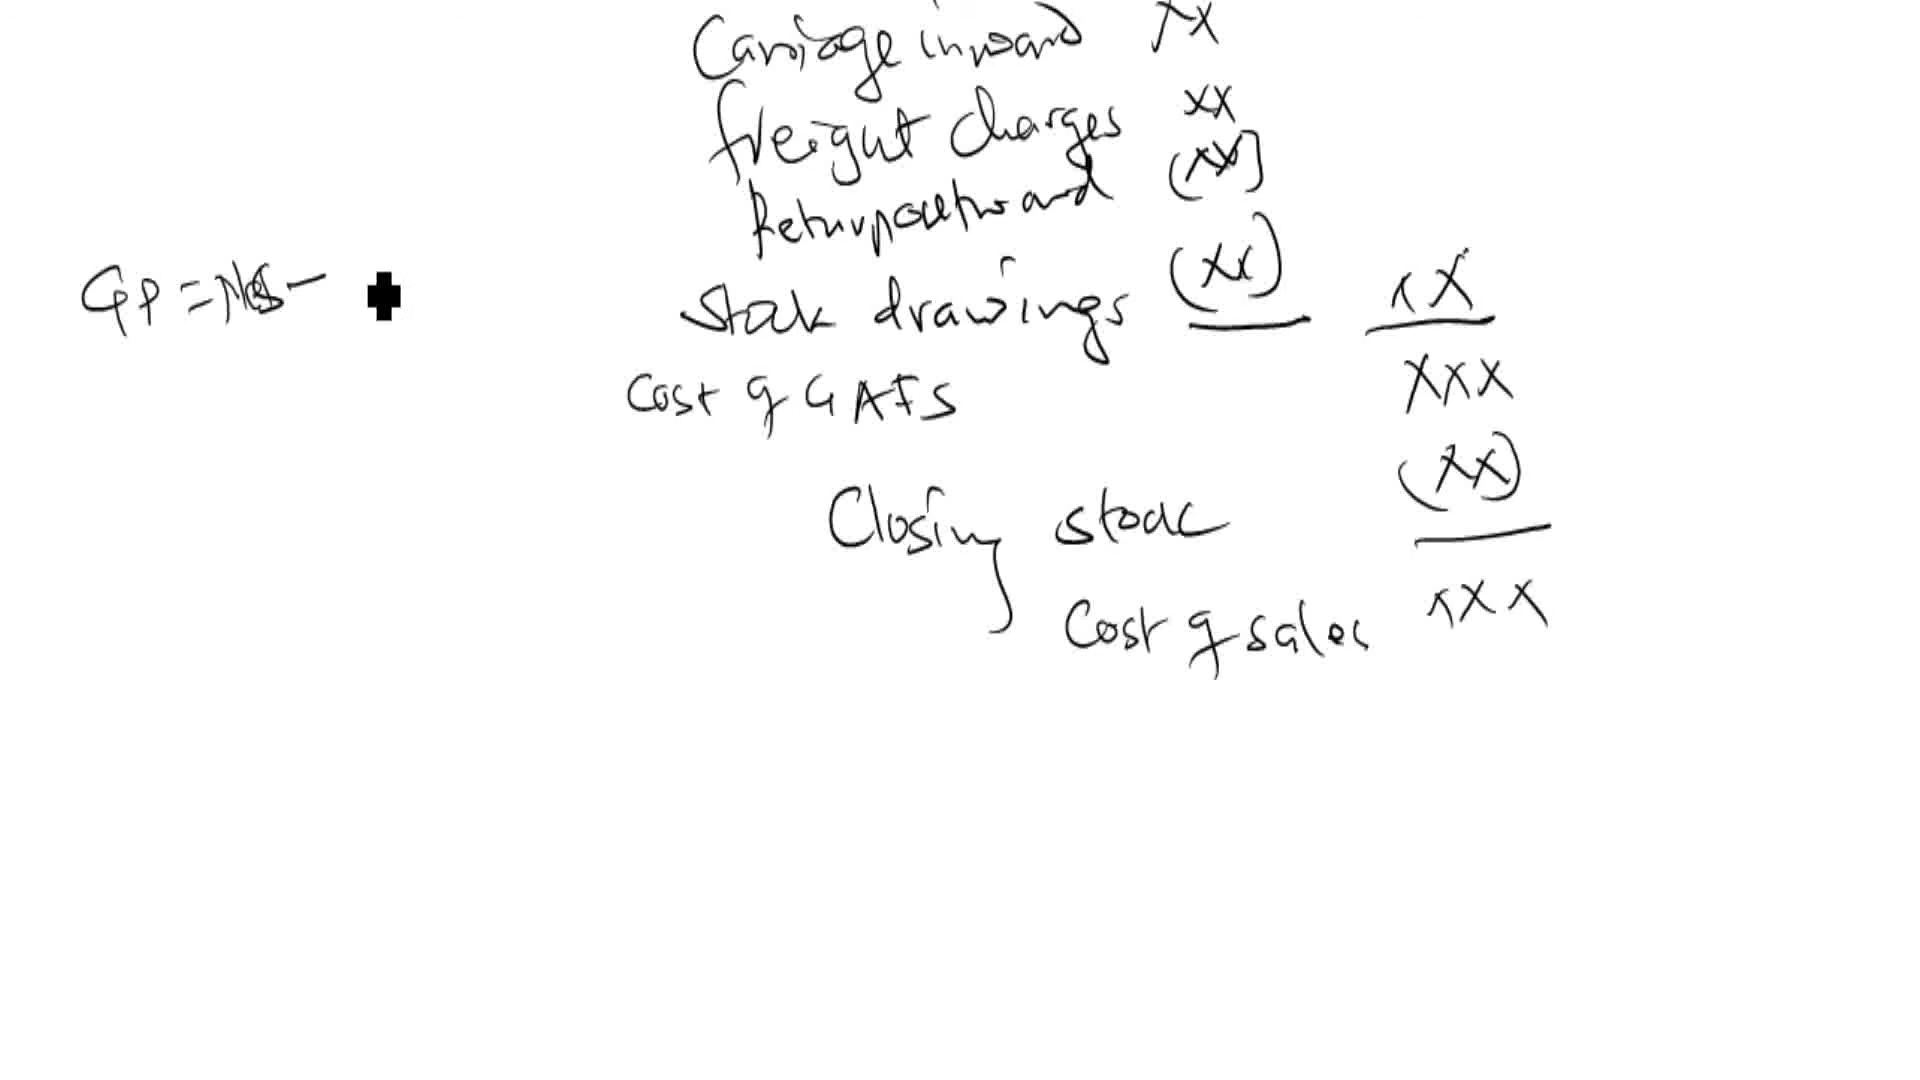 Carriage inward XX
freight charges XX
Return outward (XX)
GP = NS - Stock drawings (XX) XX
Cost of GAFS XXX
Closing stock (XX)
Cost of sales XXX